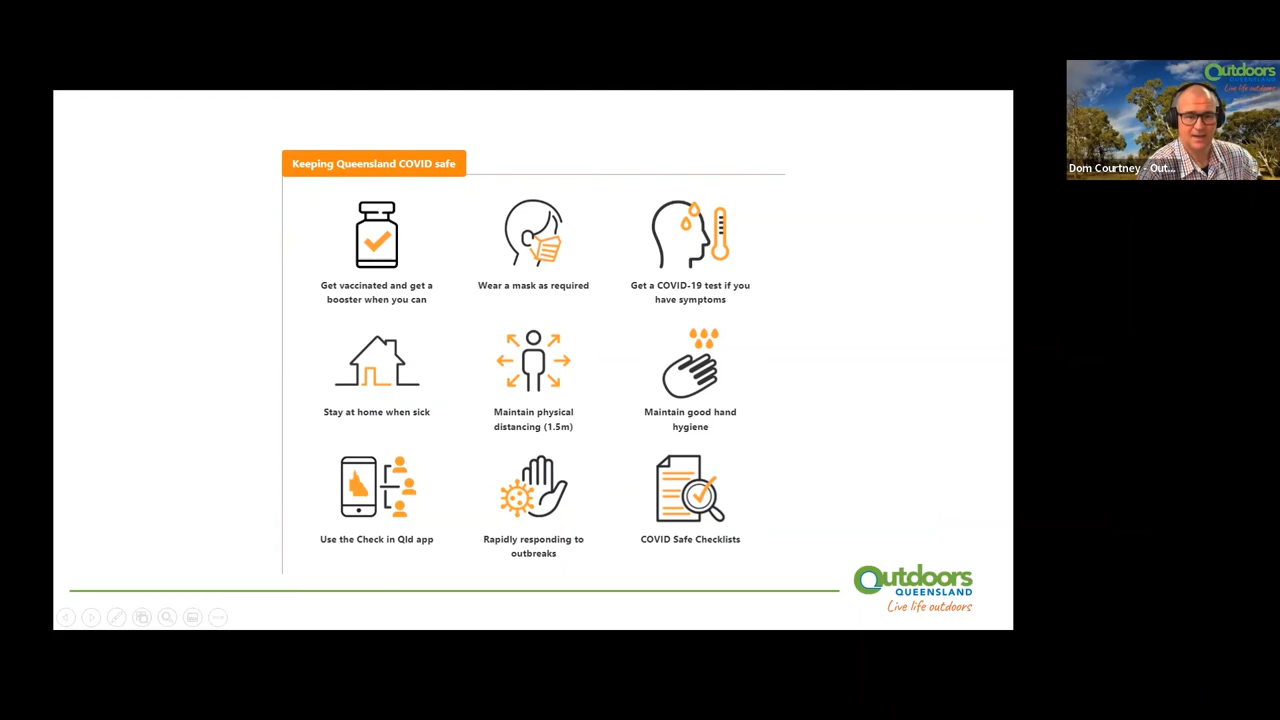 Outdoors
QUEENSLAND
Live life outdoors
Dom Courtney - Out...
Keeping Queensland COVID safe
Get vaccinated and get a
booster when you can
Wear a mask as required
Get a COVID-19 test if you
have symptoms
Stay at home when sick
Maintain physical
distancing (1.5m)
Maintain good hand
hygiene
Use the Check in Qld app
Rapidly responding to
outbreaks
COVID Safe Checklists
Outdoors
QUEENSLAND
Live life outdoors